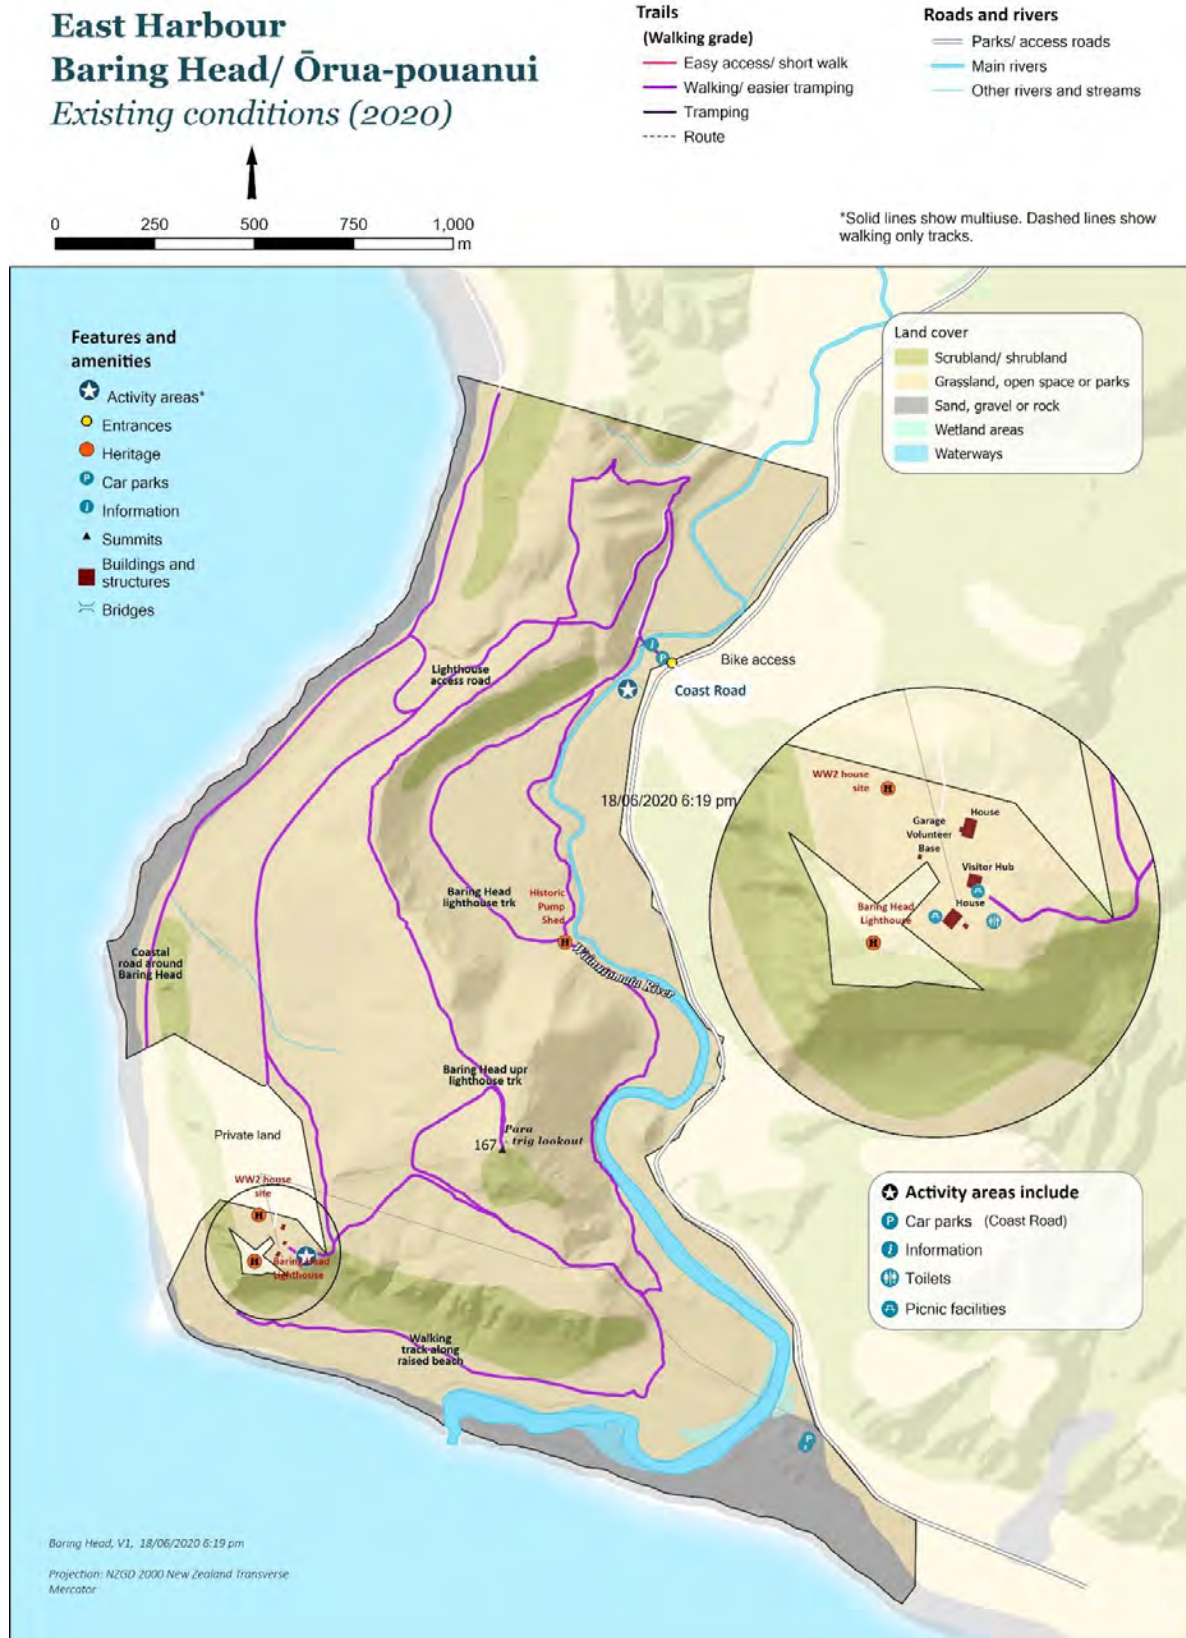 East Harbour
Baring Head/ Ōrua-pouanui
Existing conditions (2020)
0 250 500 750 1,000
m
Trails
(Walking grade)
Easy access/ short walk
Walking/ easier tramping
Tramping
Route
Roads and rivers
Parks/ access roads
Main rivers
Other rivers and streams
*Solid lines show multiuse. Dashed lines show
walking only tracks.
Features and
amenities
Activity areas*
Entrances
Heritage
P Car parks
i Information
Summits
Buildings and
structures
Bridges
Land cover
Scrubland/ shrubland
Grassland, open space or parks
Sand, gravel or rock
Wetland areas
Waterways
Lighthouse
access road
i
P
Bike access
Coast Road
18/06/2020 6:19 pm
Baring Head
lighthouse trk
Historic
Pump
Shed
H
Wainuiomata River
Coastal
road around
Baring Head
Baring Head upr
lighthouse trk
Para
trig lookout
167
Private land
WW2 house
site
H
H
Baring Head
Lighthouse
Walking
track along
raised beach
P
WW2 house
site
H
House
Garage
Volunteer
Base
Visitor Hub
House
Baring Head
Lighthouse
H
Activity areas include
P Car parks (Coast Road)
i Information
Toilets
Picnic facilities
Baring Head, V1, 18/06/2020 6:19 pm
Projection: NZGD 2000 New Zealand Transverse
Mercator